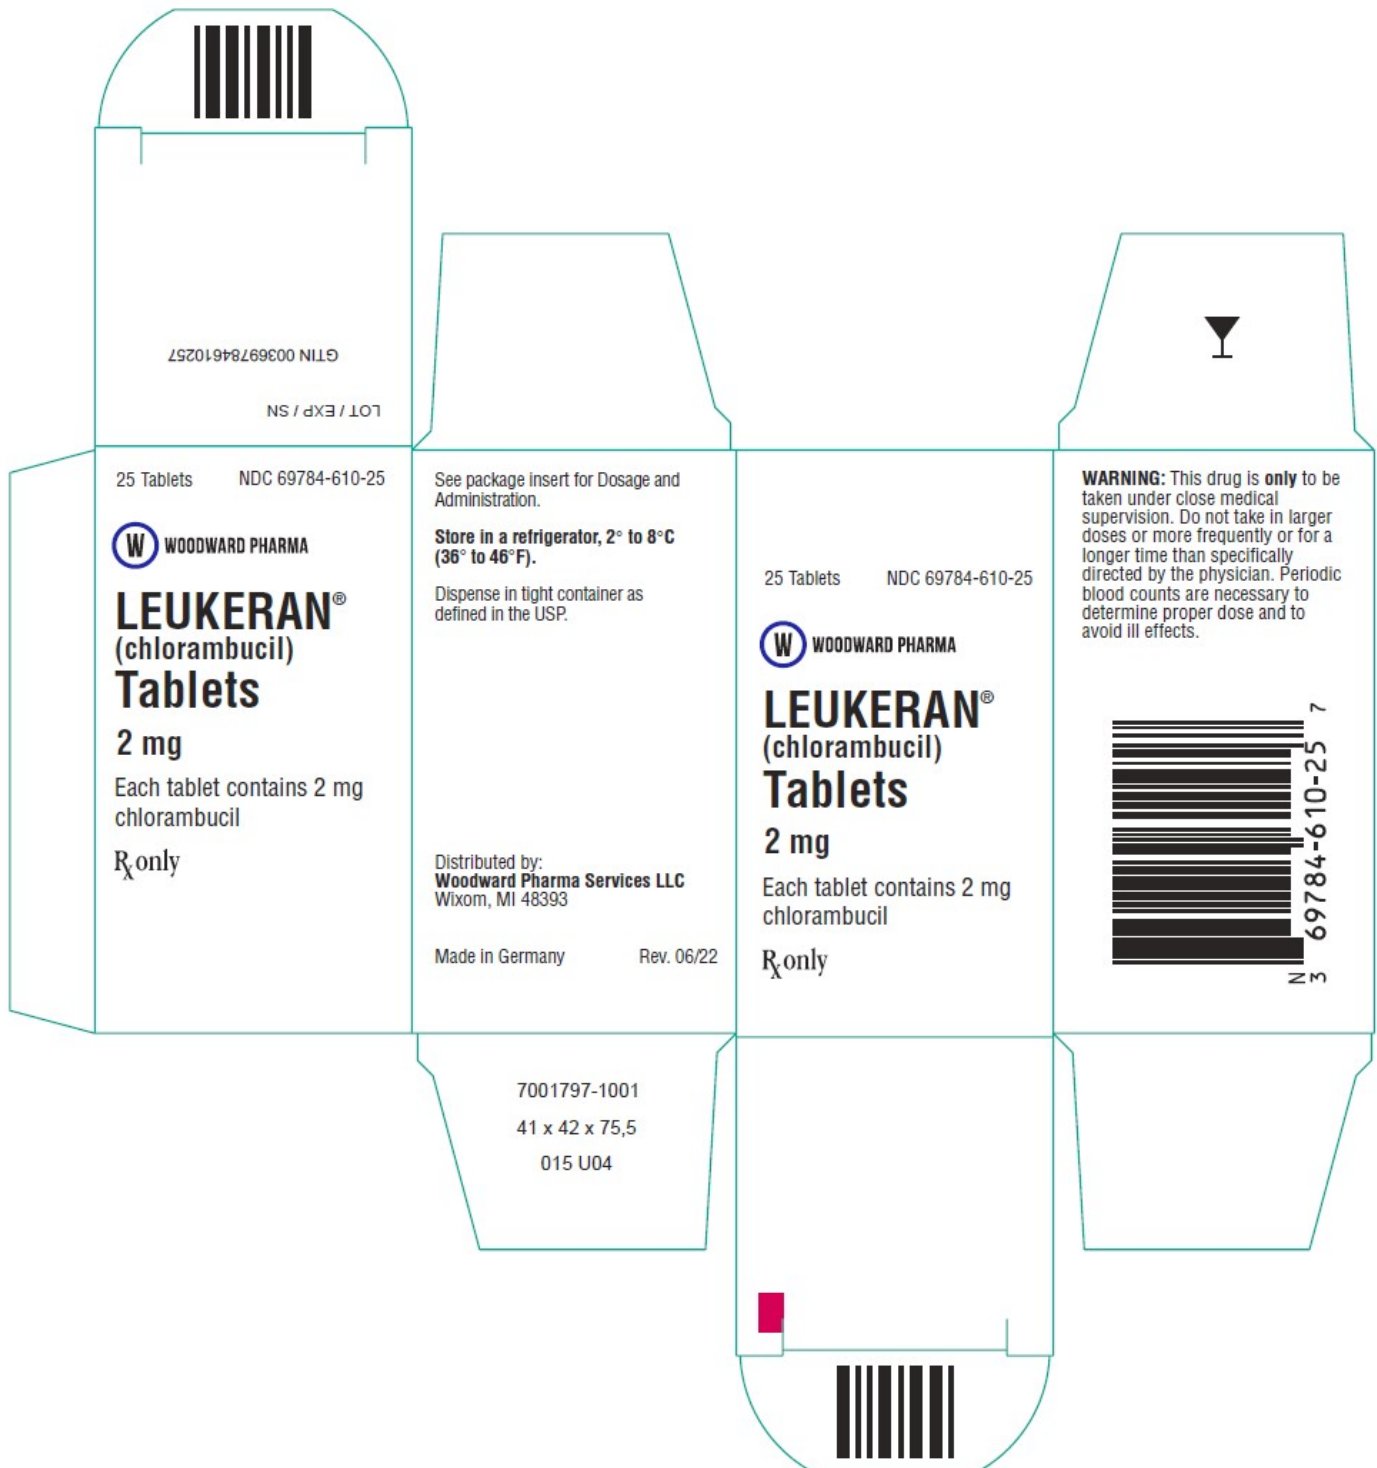 GTIN 00369784610257
LOT / EXP / SN
25 Tablets NDC 69784-610-25
W WOODWARD PHARMA
LEUKERAN®
(chlorambucil)
Tablets
2 mg
Each tablet contains 2 mg
chlorambucil
Rx only
See package insert for Dosage and
Administration.
Store in a refrigerator, 2° to 8°C
(36° to 46°F).
Dispense in tight container as
defined in the USP.
Distributed by:
Woodward Pharma Services LLC
Wixom, MI 48393
Made in Germany Rev. 06/22
7001797-1001
41 x 42 x 75,5
015 U04
25 Tablets NDC 69784-610-25
W WOODWARD PHARMA
LEUKERAN®
(chlorambucil)
Tablets
2 mg
Each tablet contains 2 mg
chlorambucil
Rx only
WARNING: This drug is only to be
taken under close medical
supervision. Do not take in larger
doses or more frequently or for a
longer time than specifically
directed by the physician. Periodic
blood counts are necessary to
determine proper dose and to
avoid ill effects.
N
3 69784-610-25 7